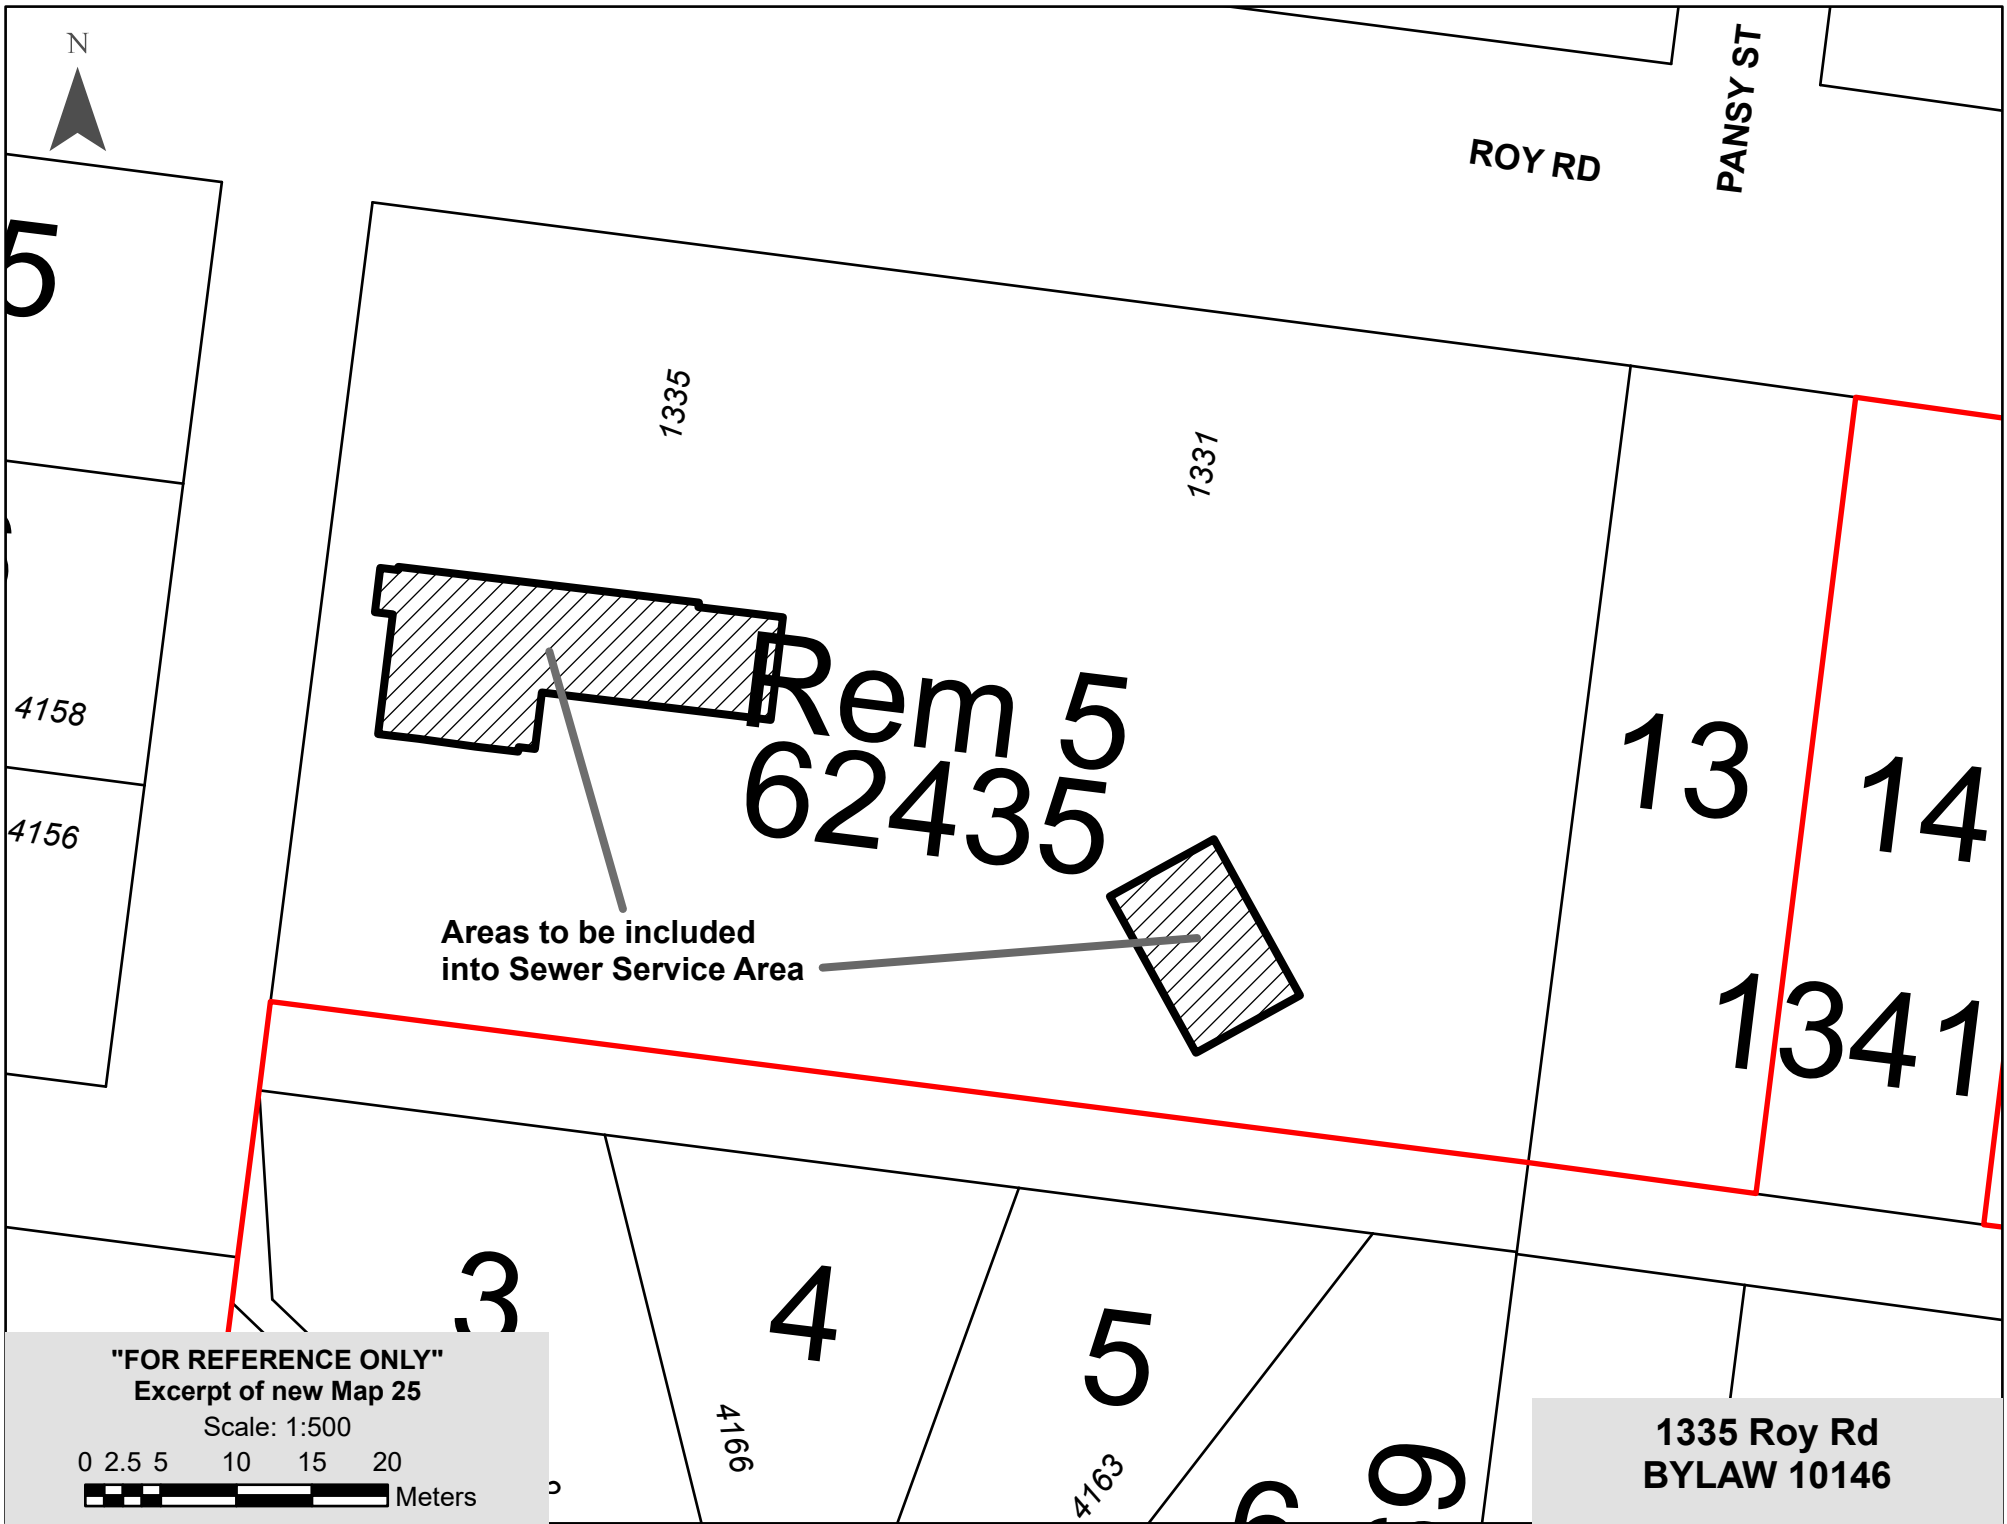 N
PANSY ST
ROY RD
5
1335
1331
4158
4156
Rem 5
62435
13
14
1341
Areas to be included
into Sewer Service Area
3
4
5
4166
4163
"FOR REFERENCE ONLY"
Excerpt of new Map 25
Scale: 1:500
0 2.5 5 10 15 20
Meters
1335 Roy Rd
BYLAW 10146